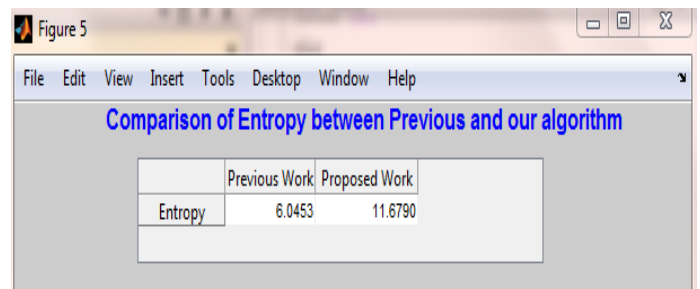 Figure 5
File Edit View Insert Tools Desktop Window Help
Comparison of Entropy between Previous and our algorithm
Previous Work Proposed Work
Entropy 6.0453 11.6790